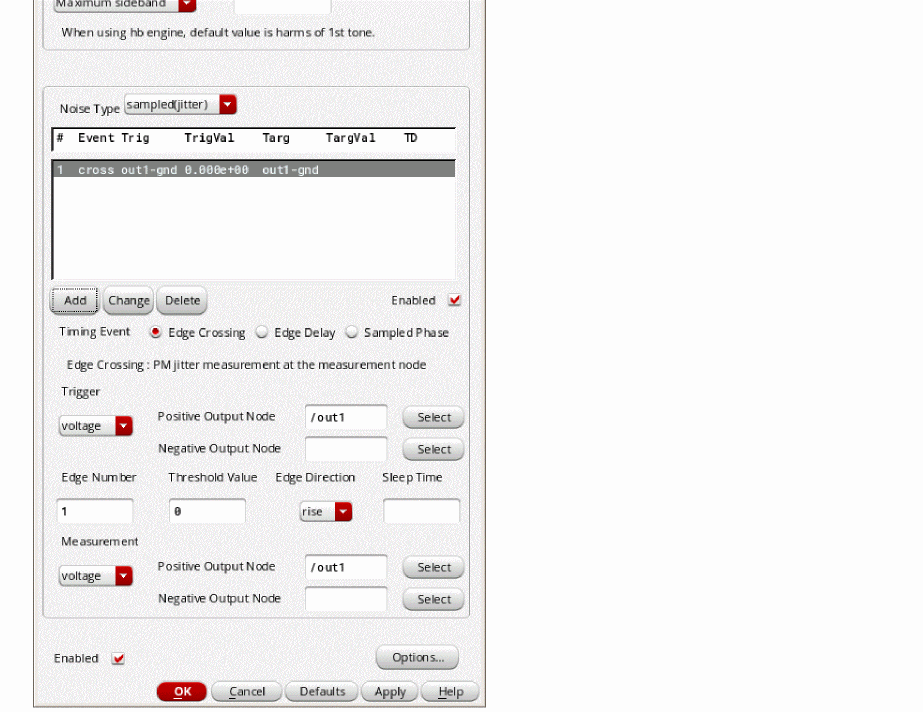 Maximum sideband
When using hb engine, default value is harms of 1st tone.
Noise Type sampled(jitter)
# Event Trig TrigVal Targ TargVal TD
1 cross out1-gnd 0.000e+00 out1-gnd
Add Change Delete Enabled
Timing Event Edge Crossing Edge Delay Sampled Phase
Edge Crossing : PM jitter measurement at the measurement node
Trigger
voltage Positive Output Node /out1 Select
Negative Output Node Select
Edge Number Threshold Value Edge Direction Sleep Time
1 0 rise
Measurement
voltage Positive Output Node /out1 Select
Negative Output Node Select
Enabled Options...
OK Cancel Defaults Apply Help